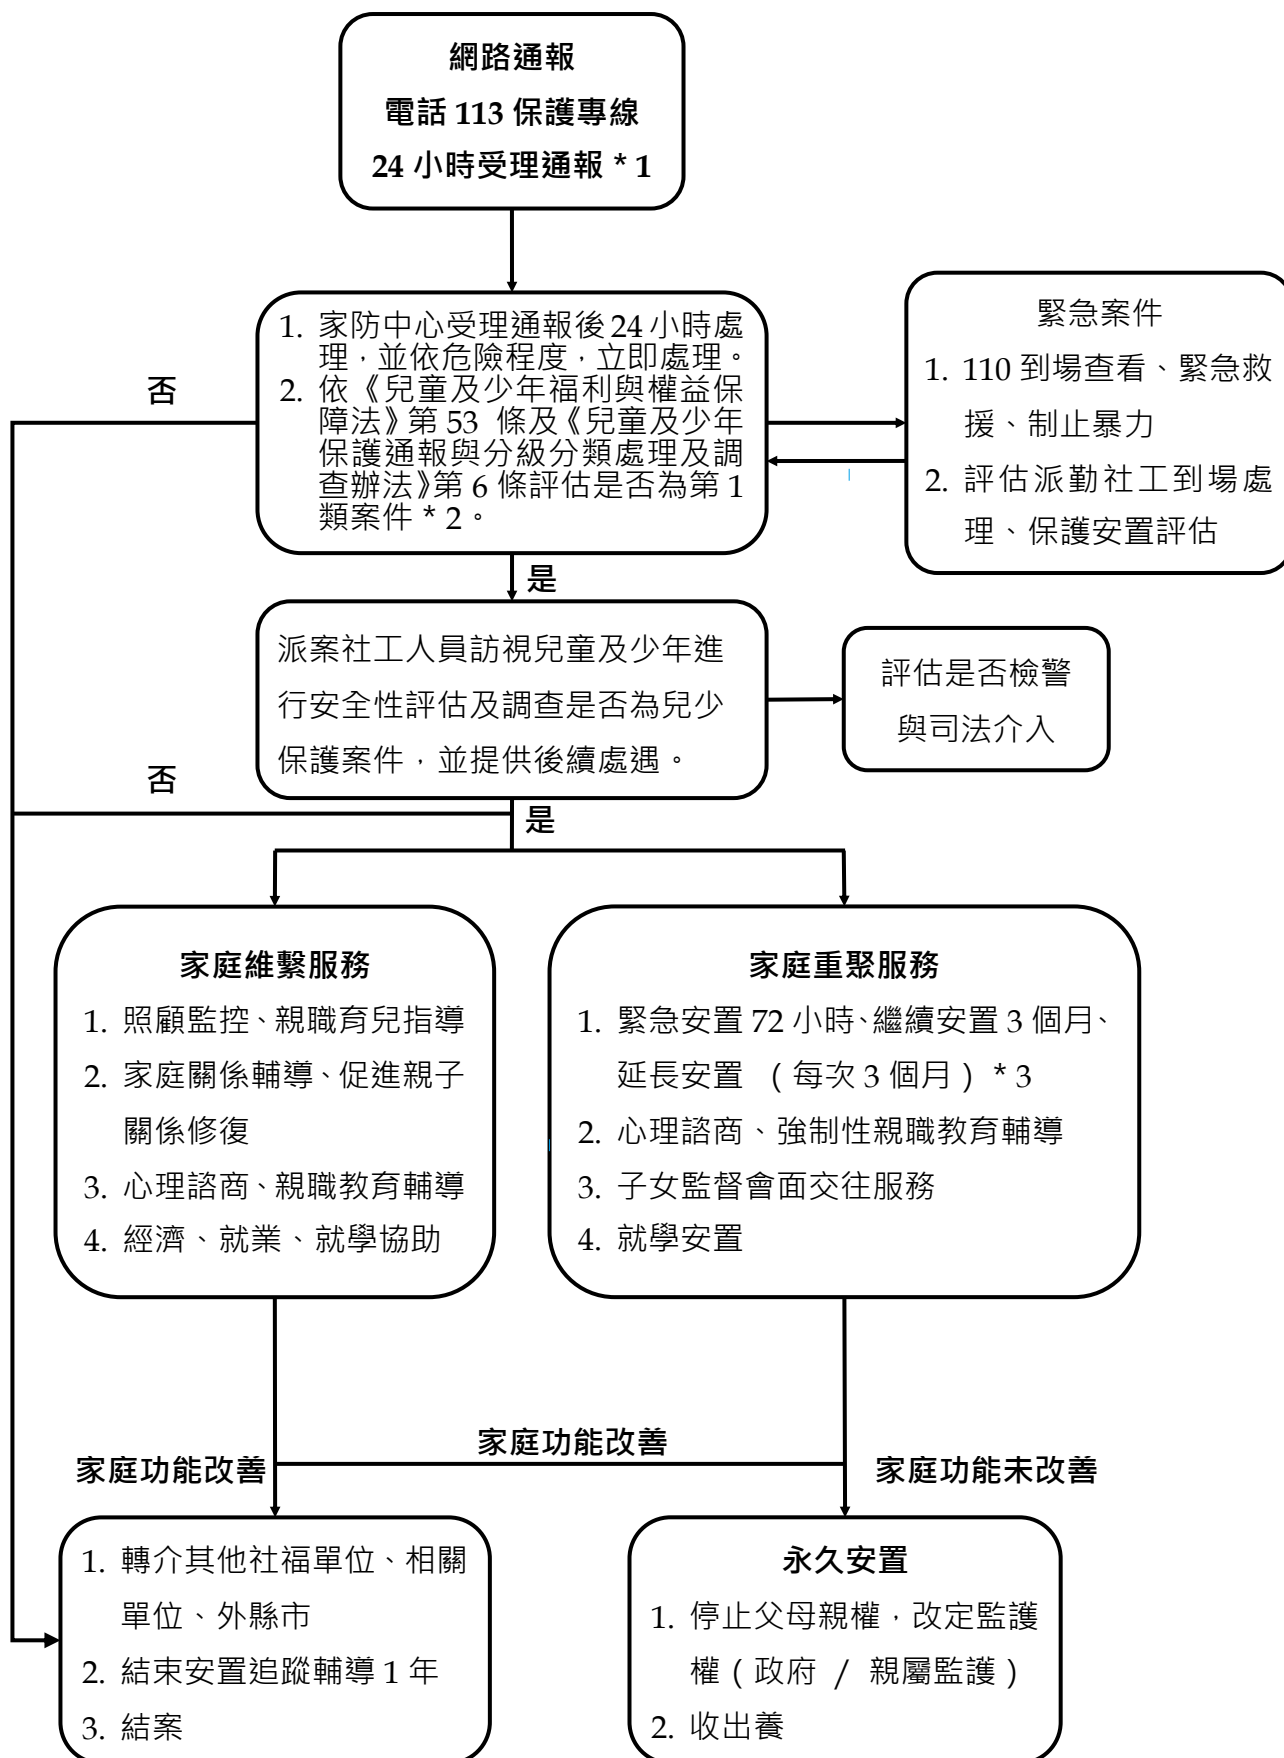 網路通報
電話 113 保護專線
24 小時受理通報 * 1
1. 家防中心受理通報後 24 小時處
理，並依危險程度，立即處理。
2. 依《兒童及少年福利與權益保
障法》第 53 條及《兒童及少年
保護通報與分級分類處理及調
查辦法》第 6 條評估是否為第 1
類案件 * 2。
緊急案件
1. 110 到場查看、緊急救
援、制止暴力
2. 評估派勤社工到場處
理、保護安置評估
否
是
派案社工人員訪視兒童及少年進
行安全性評估及調查是否為兒少
保護案件，並提供後續處遇。
評估是否檢警
與司法介入
否
是
家庭維繫服務
1. 照顧監控、親職育兒指導
2. 家庭關係輔導、促進親子
關係修復
3. 心理諮商、親職教育輔導
4. 經濟、就業、就學協助
家庭重聚服務
1. 緊急安置 72 小時、繼續安置 3 個月、
延長安置 （每次 3 個月）* 3
2. 心理諮商、強制性親職教育輔導
3. 子女監督會面交往服務
4. 就學安置
家庭功能改善
家庭功能改善
家庭功能未改善
1. 轉介其他社福單位、相關
單位、外縣市
2. 結束安置追蹤輔導 1 年
3. 結案
永久安置
1. 停止父母親權，改定監護
權（政府 / 親屬監護）
2. 收出養